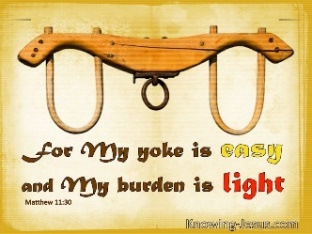 For My yoke is easy
and My burden is light
Matthew 11:30
Knowing-Jesus.com